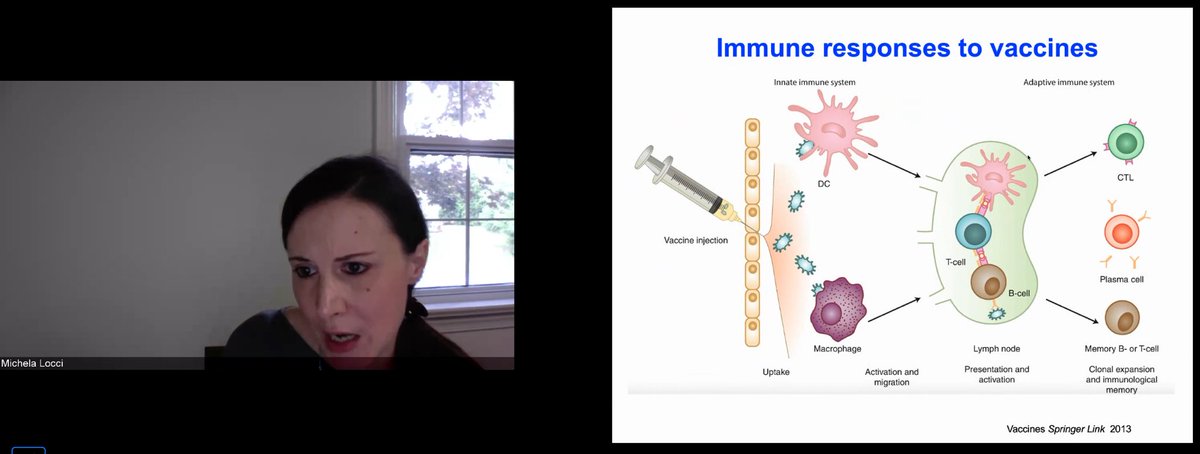 Michela Locci
Immune responses to vaccines
Innate immune system
Adaptive immune system
DC
CTL
Vaccine injection
T-cell
B-cell
Plasma cell
Macrophage
Lymph node
Memory B- or T-cell
Uptake
Activation and
migration
Presentation and
activation
Clonal expansion
and immunological
memory
Vaccines Springer Link 2013